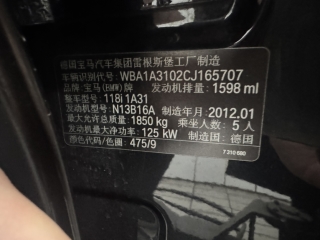 德国宝马汽车集团雷根斯堡工厂制造
车辆识别代号: WBA1A3102CJ165707
品牌: 宝马(BMW)牌 发动机排量: 1598 ml
整车型号: 118i 1A31
发动机型号: N13B16A 制造年月: 2012.01
最大允许总质量: 1850 kg 乘坐人数: 5 人
发动机最大净功率: 125 kW 制造国: 德国
颜色代码/色圈: 475/9
7 210 680